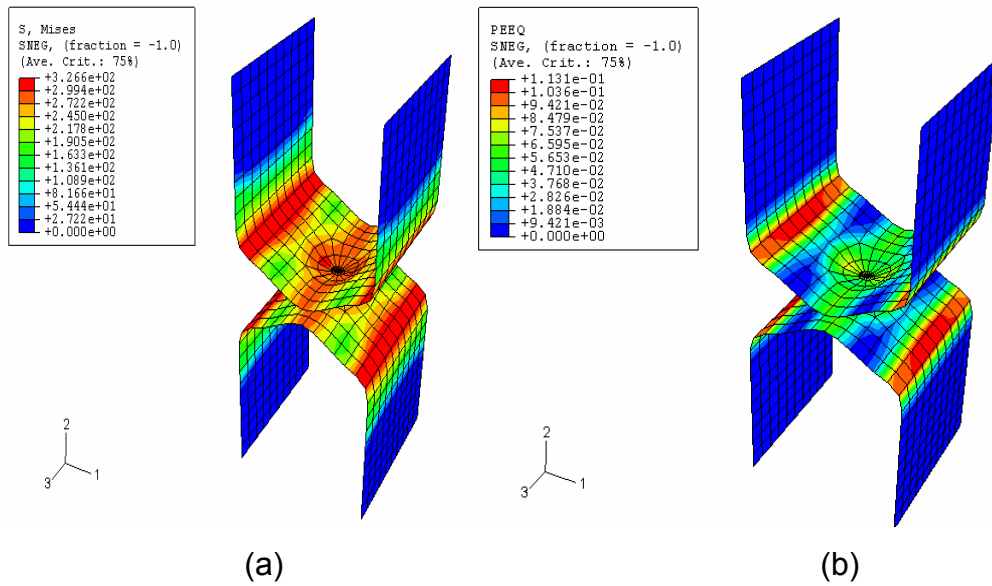 S, Mises
SNEG, (fraction = -1.0)
(Ave. Crit.: 75%)
+3.266e+02
+2.994e+02
+2.722e+02
+2.450e+02
+2.178e+02
+1.905e+02
+1.633e+02
+1.361e+02
+1.089e+02
+8.166e+01
+5.444e+01
+2.722e+01
+0.000e+00
2
3
1
(a)
PEEQ
SNEG, (fraction = -1.0)
(Ave. Crit.: 75%)
+1.131e-01
+1.036e-01
+9.421e-02
+8.479e-02
+7.537e-02
+6.595e-02
+5.653e-02
+4.710e-02
+3.768e-02
+2.826e-02
+1.884e-02
+9.421e-03
+0.000e+00
2
3
1
(b)